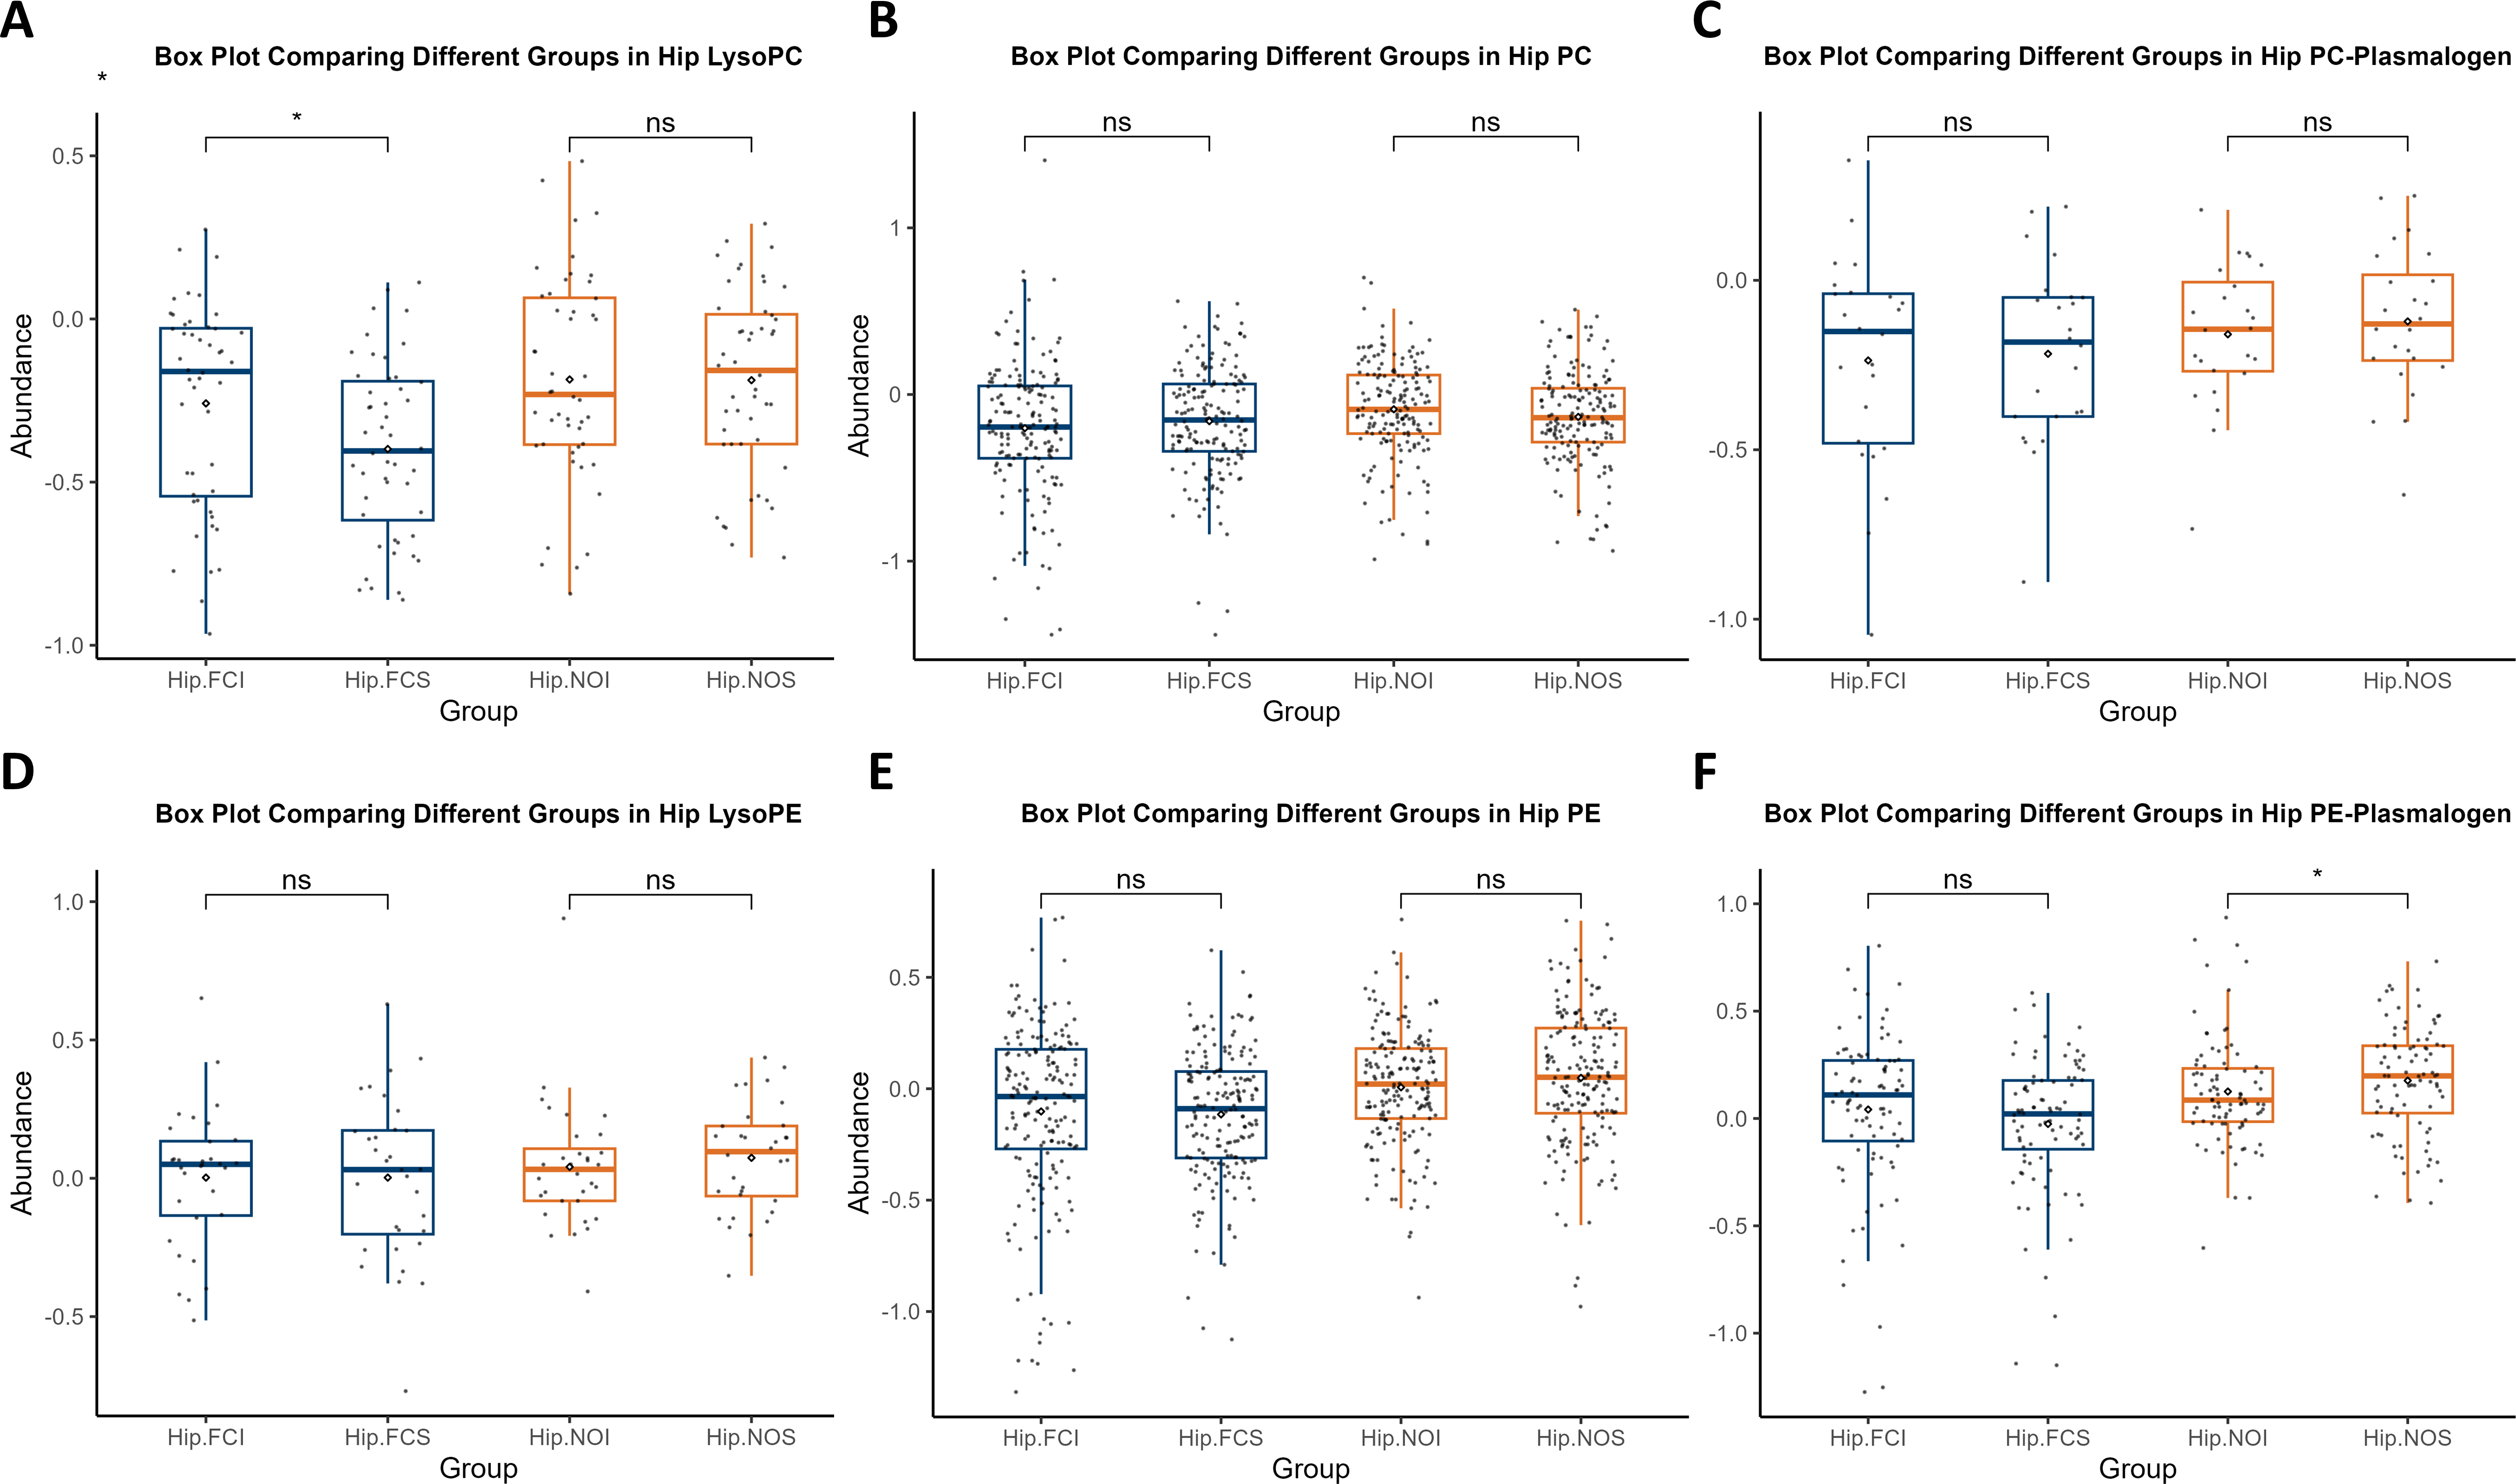 A
Box Plot Comparing Different Groups in Hip LysoPC
*
*
ns
0.5
0.0
-0.5
-1.0
Abundance
Hip.FCI Hip.FCS Hip.NOI Hip.NOS
Group
B
Box Plot Comparing Different Groups in Hip PC
ns
ns
1
0
-1
Abundance
Hip.FCI Hip.FCS Hip.NOI Hip.NOS
Group
C
Box Plot Comparing Different Groups in Hip PC-Plasmalogen
ns
ns
0.0
-0.5
-1.0
Hip.FCI Hip.FCS Hip.NOI Hip.NOS
Group
D
Box Plot Comparing Different Groups in Hip LysoPE
ns
ns
1.0
0.5
0.0
-0.5
Abundance
Hip.FCI Hip.FCS Hip.NOI Hip.NOS
Group
E
Box Plot Comparing Different Groups in Hip PE
ns
ns
0.5
0.0
-0.5
-1.0
Abundance
Hip.FCI Hip.FCS Hip.NOI Hip.NOS
Group
F
Box Plot Comparing Different Groups in Hip PE-Plasmalogen
ns
*
1.0
0.5
0.0
-0.5
-1.0
Hip.FCI Hip.FCS Hip.NOI Hip.NOS
Group